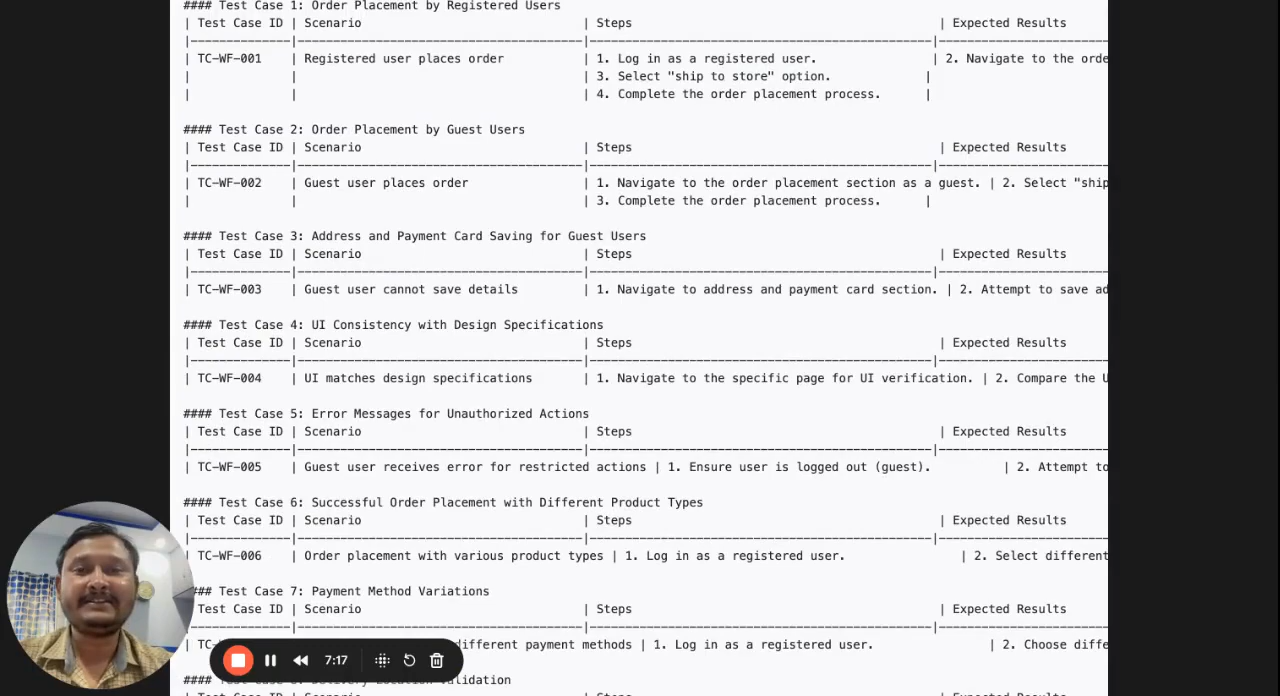 #### Test Case 1: Order Placement by Registered Users
| Test Case ID | Scenario | Steps | Expected Results
|--------------|----------------------------------------|------------------------------------------------|------------------------
| TC-WF-001 | Registered user places order | 1. Log in as a registered user. | 2. Navigate to the orde
| | | 3. Select "ship to store" option. |
| | | 4. Complete the order placement process. |
#### Test Case 2: Order Placement by Guest Users
| Test Case ID | Scenario | Steps | Expected Results
|--------------|----------------------------------------|------------------------------------------------|------------------------
| TC-WF-002 | Guest user places order | 1. Navigate to the order placement section as a guest. | 2. Select "ship
| | | 3. Complete the order placement process. |
#### Test Case 3: Address and Payment Card Saving for Guest Users
| Test Case ID | Scenario | Steps | Expected Results
|--------------|----------------------------------------|------------------------------------------------|------------------------
| TC-WF-003 | Guest user cannot save details | 1. Navigate to address and payment card section. | 2. Attempt to save ad
#### Test Case 4: UI Consistency with Design Specifications
| Test Case ID | Scenario | Steps | Expected Results
|--------------|----------------------------------------|------------------------------------------------|------------------------
| TC-WF-004 | UI matches design specifications | 1. Navigate to the specific page for UI verification. | 2. Compare the U
#### Test Case 5: Error Messages for Unauthorized Actions
| Test Case ID | Scenario | Steps | Expected Results
|--------------|----------------------------------------|------------------------------------------------|------------------------
| TC-WF-005 | Guest user receives error for restricted actions | 1. Ensure user is logged out (guest). | 2. Attempt to
#### Test Case 6: Successful Order Placement with Different Product Types
| Test Case ID | Scenario | Steps | Expected Results
|--------------|----------------------------------------|------------------------------------------------|------------------------
| TC-WF-006 | Order placement with various product types | 1. Log in as a registered user. | 2. Select different
### Test Case 7: Payment Method Variations
Test Case ID | Scenario | Steps | Expected Results
--------------|----------------------------------------|------------------------------------------------|------------------------
| TC- different payment methods | 1. Log in as a registered user. | 2. Choose diffe
7:17